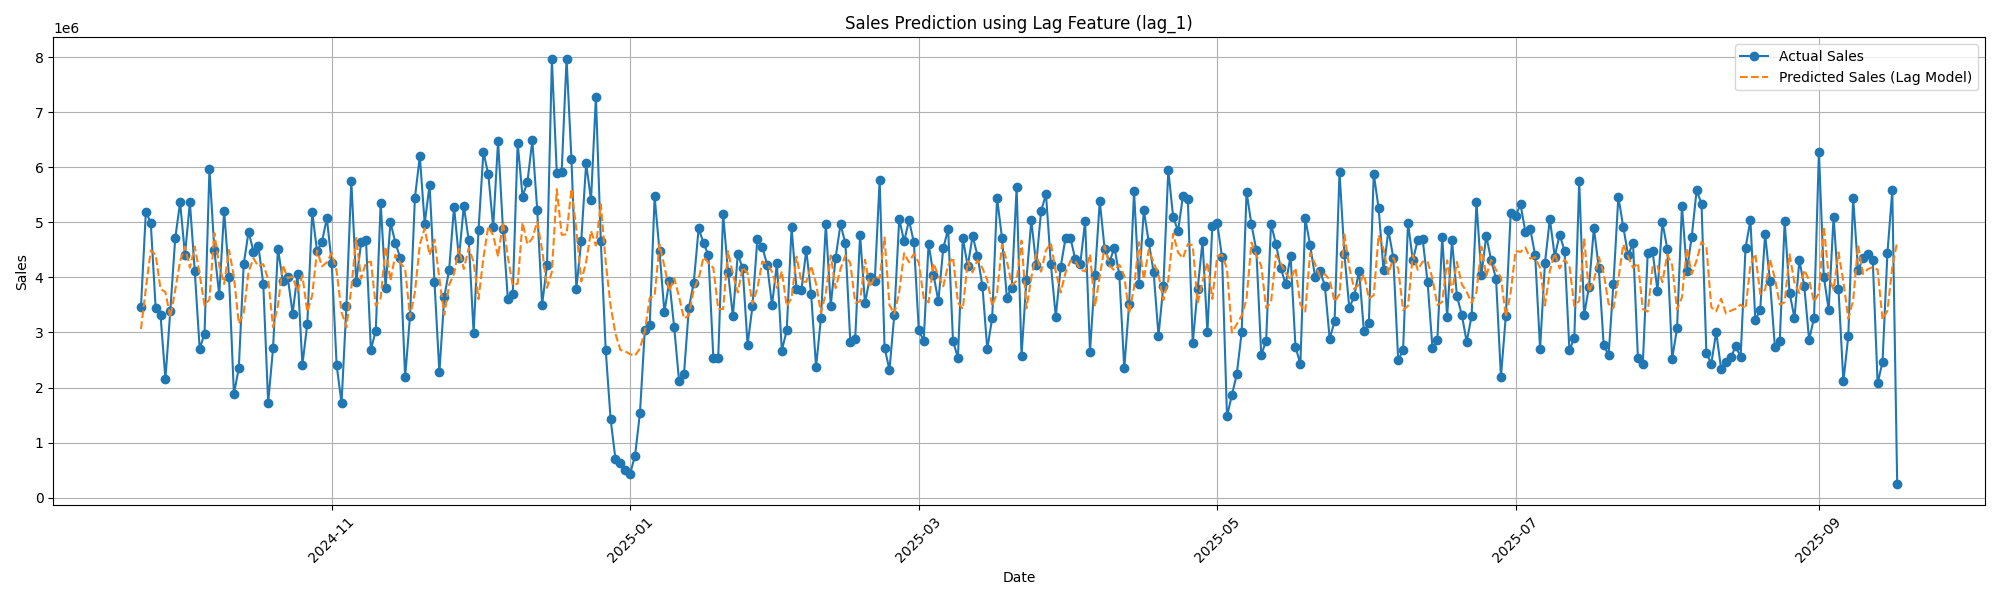 Sales Prediction using Lag Feature (lag_1)
1e6
Actual Sales
Predicted Sales (Lag Model)
8
7
6
5
4
3
2
1
0
Sales
2024-11
2025-01
2025-03
2025-05
2025-07
2025-09
Date